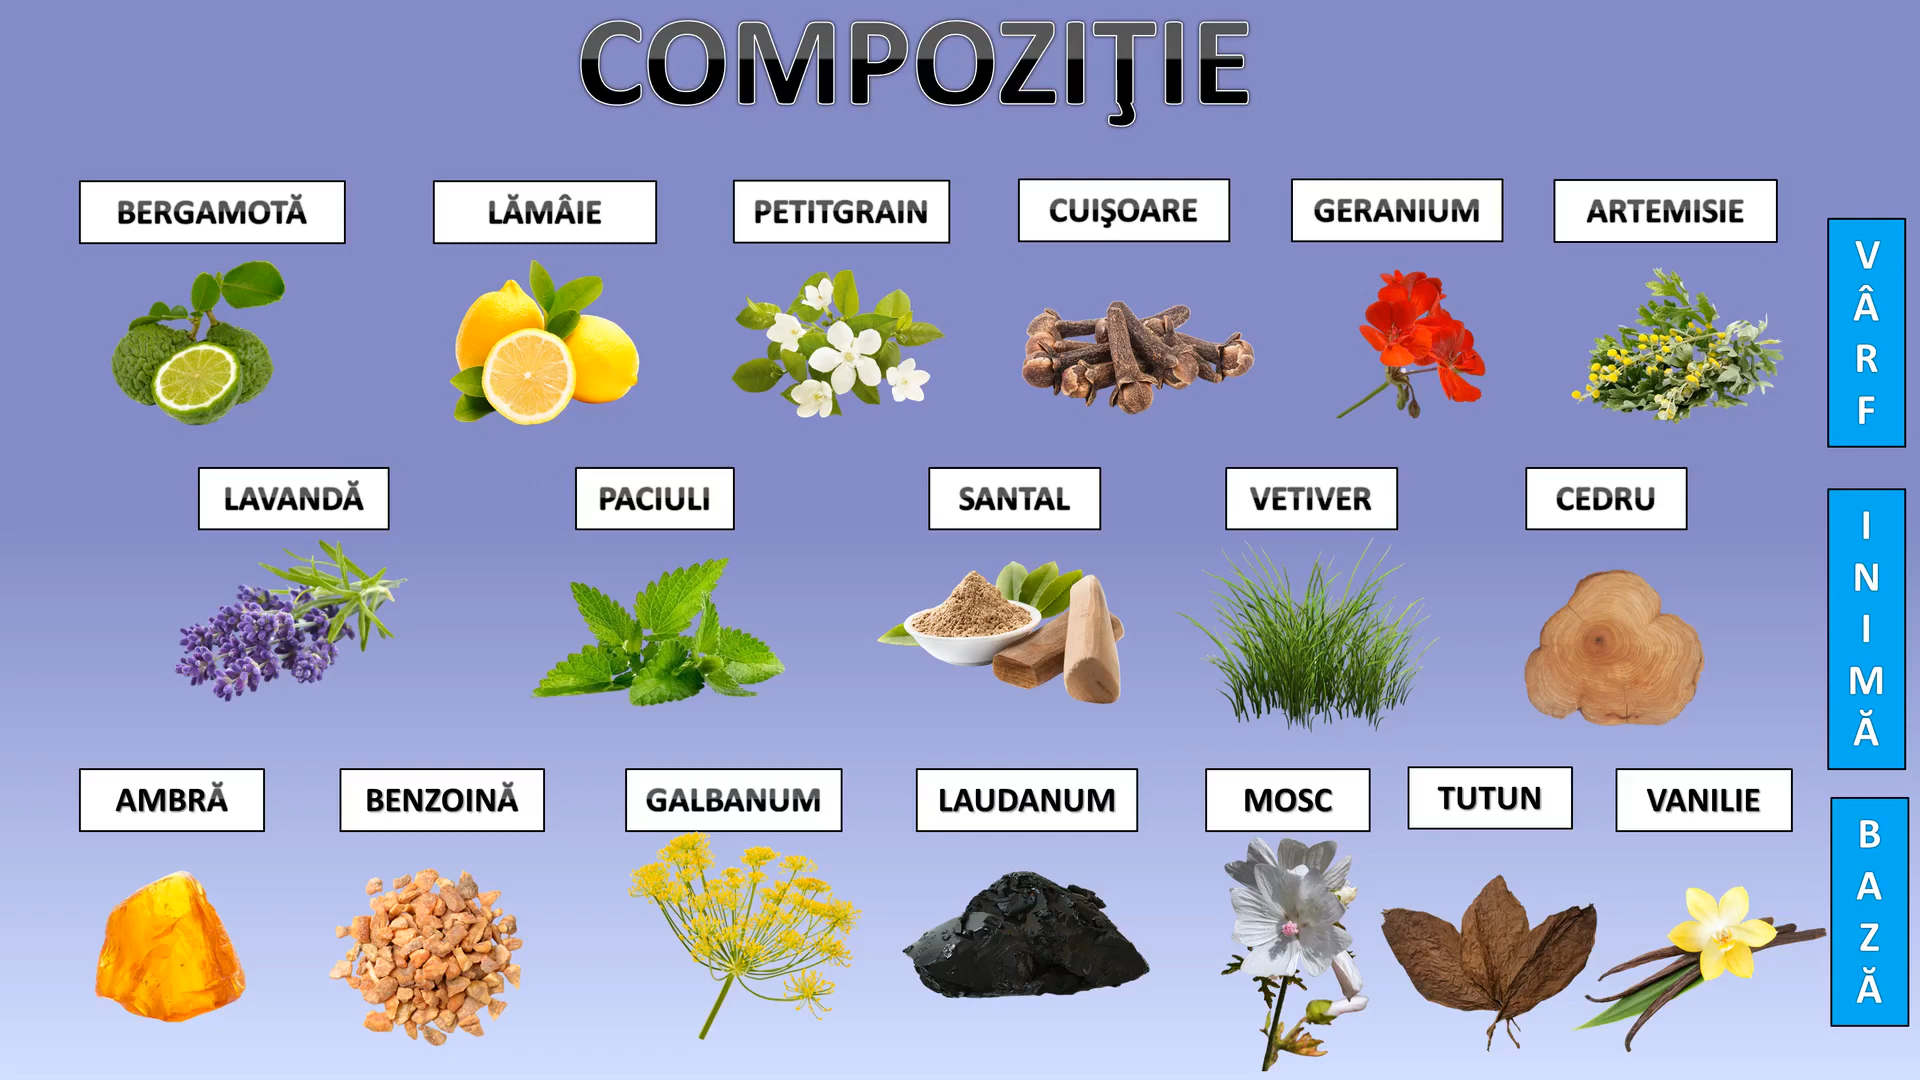 COMPOZIŢIE
BERGAMOTĂ
LĂMÂIE
PETITGRAIN
CUIŞOARE
GERANIUM
ARTEMISIE
VÂRF
LAVANDĂ
PACIULI
SANTAL
VETIVER
CEDRU
INIMĂ
AMBRĂ
BENZOINĂ
GALBANUM
LAUDANUM
MOSC
TUTUN
VANILIE
BAZĂ